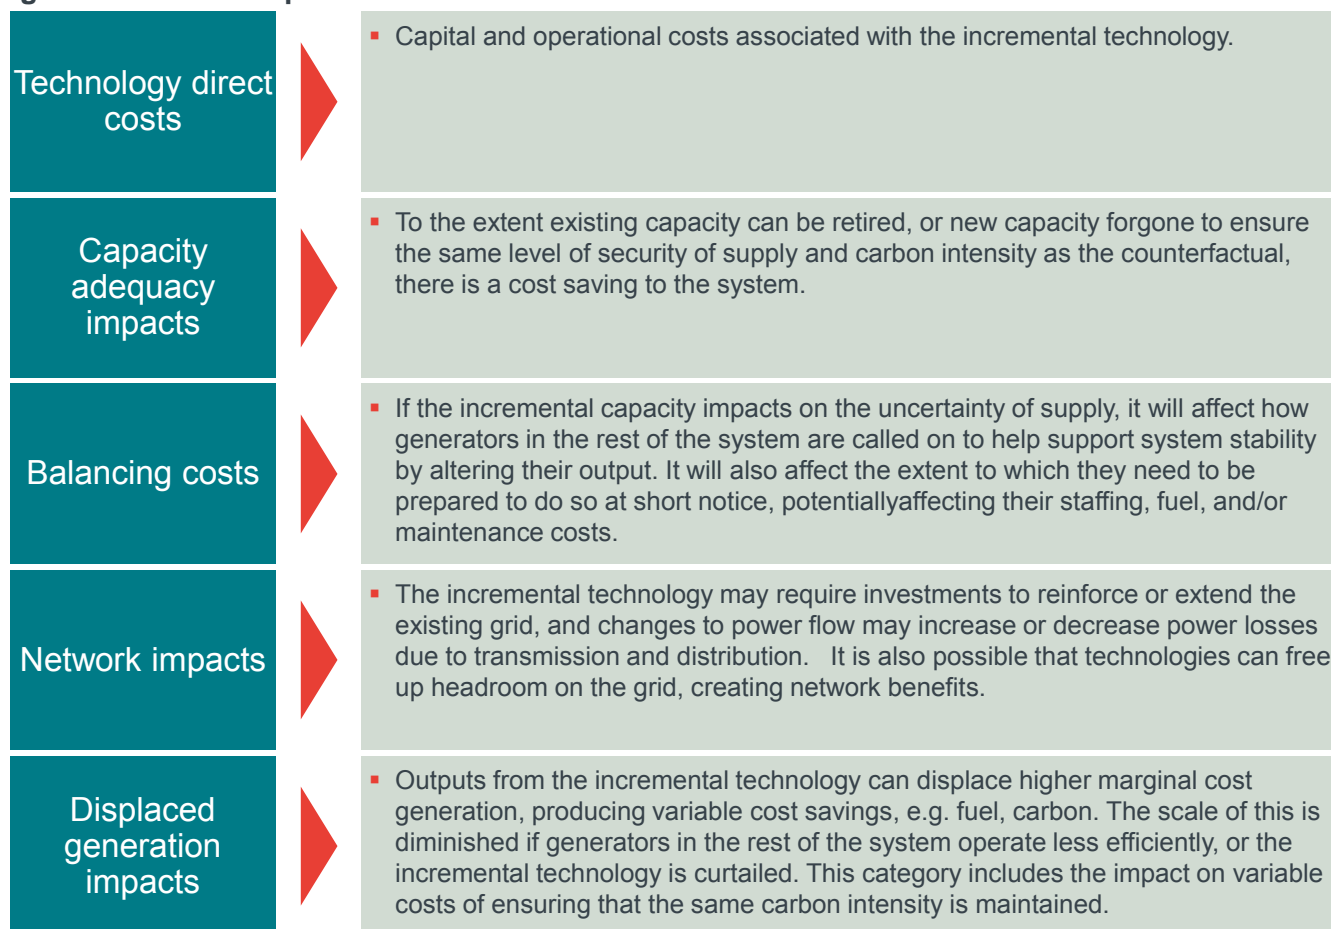 Technology direct
costs
▪ Capital and operational costs associated with the incremental technology.
Capacity
adequacy
impacts
▪ To the extent existing capacity can be retired, or new capacity forgone to ensure
the same level of security of supply and carbon intensity as the counterfactual,
there is a cost saving to the system.
Balancing costs
▪ If the incremental capacity impacts on the uncertainty of supply, it will affect how
generators in the rest of the system are called on to help support system stability
by altering their output. It will also affect the extent to which they need to be
prepared to do so at short notice, potentiallyaffecting their staffing, fuel, and/or
maintenance costs.
Network impacts
▪ The incremental technology may require investments to reinforce or extend the
existing grid, and changes to power flow may increase or decrease power losses
due to transmission and distribution.   It is also possible that technologies can free
up headroom on the grid, creating network benefits.
Displaced
generation
impacts
▪ Outputs from the incremental technology can displace higher marginal cost
generation, producing variable cost savings, e.g. fuel, carbon. The scale of this is
diminished if generators in the rest of the system operate less efficiently, or the
incremental technology is curtailed. This category includes the impact on variable
costs of ensuring that the same carbon intensity is maintained.